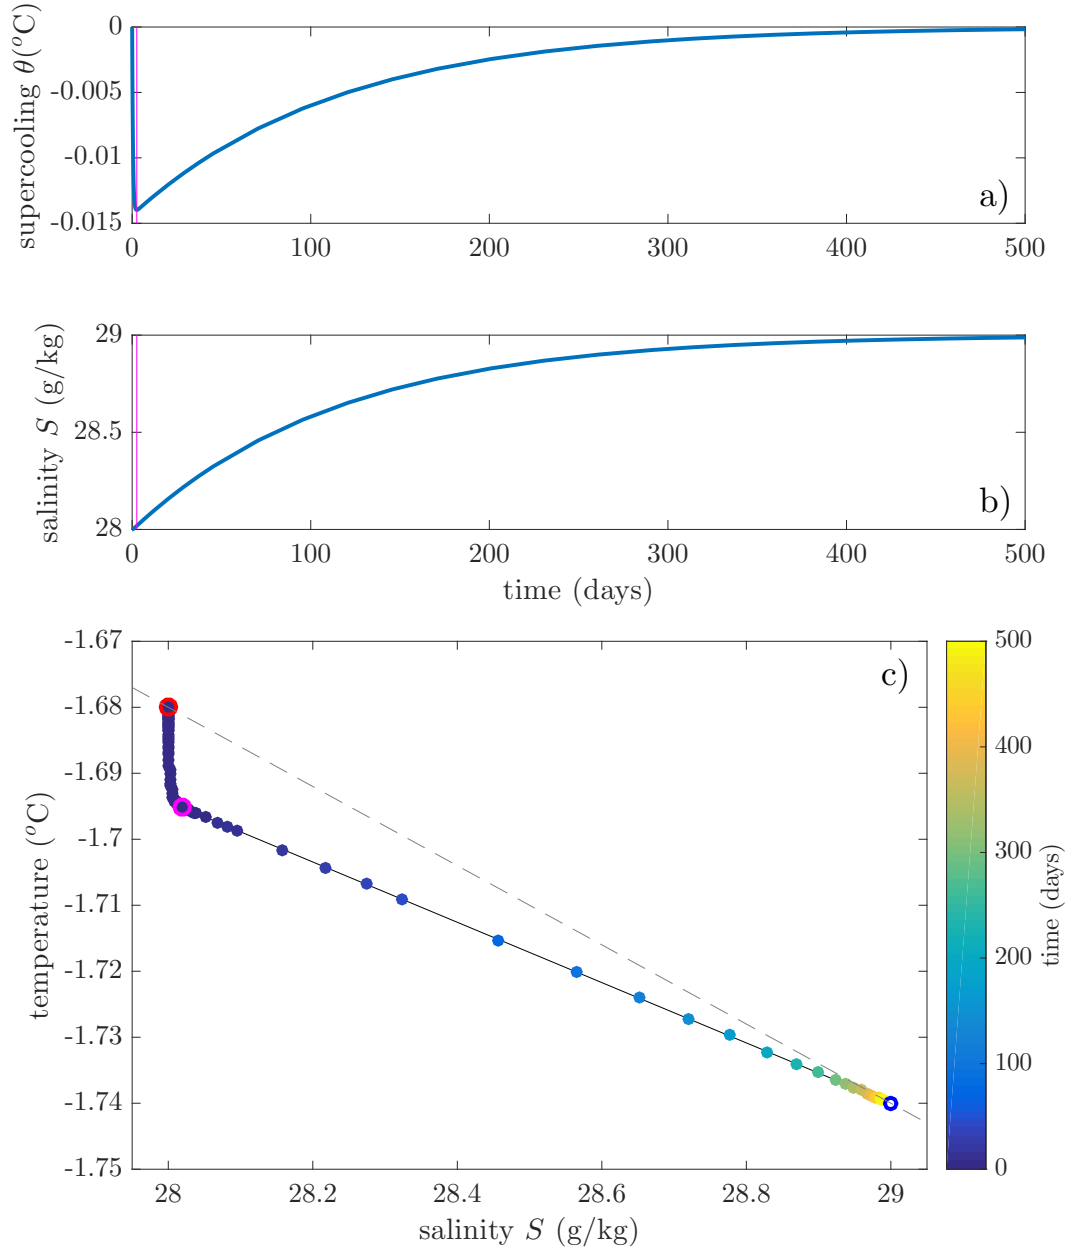 supercooling θ(°C)
0
-0.005
-0.01
-0.015
a)
0 100 200 300 400 500
salinity S (g/kg)
29
28.5
28
b)
0 100 200 300 400 500
time (days)
temperature (°C)
-1.67
-1.68
-1.69
-1.7
-1.71
-1.72
-1.73
-1.74
-1.75
c)
28 28.2 28.4 28.6 28.8 29
salinity S (g/kg)
500
400
300
200
100
0
time (days)